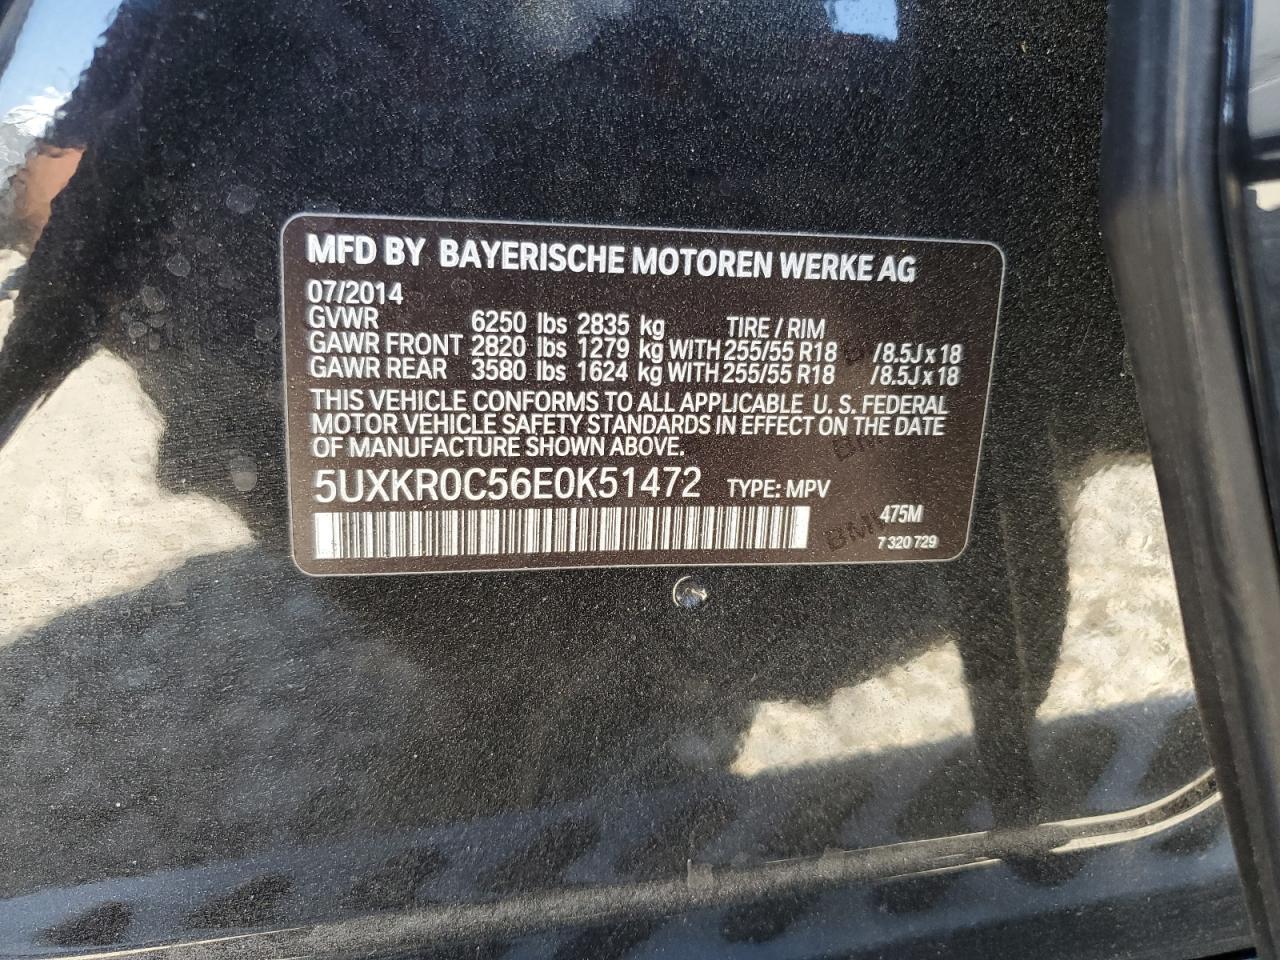 MFD BY BAYERISCHE MOTOREN WERKE AG
07/2014
GVWR 6250 lbs 2835 kg TIRE / RIM
GAWR FRONT 2820 lbs 1279 kg WITH 255/55 R18 /8.5J x 18
GAWR REAR 3580 lbs 1624 kg WITH 255/55 R18 /8.5J x 18
THIS VEHICLE CONFORMS TO ALL APPLICABLE U.S. FEDERAL
MOTOR VEHICLE SAFETY STANDARDS IN EFFECT ON THE DATE
OF MANUFACTURE SHOWN ABOVE.
5UXKR0C56E0K51472 TYPE: MPV
475M
7 320 729